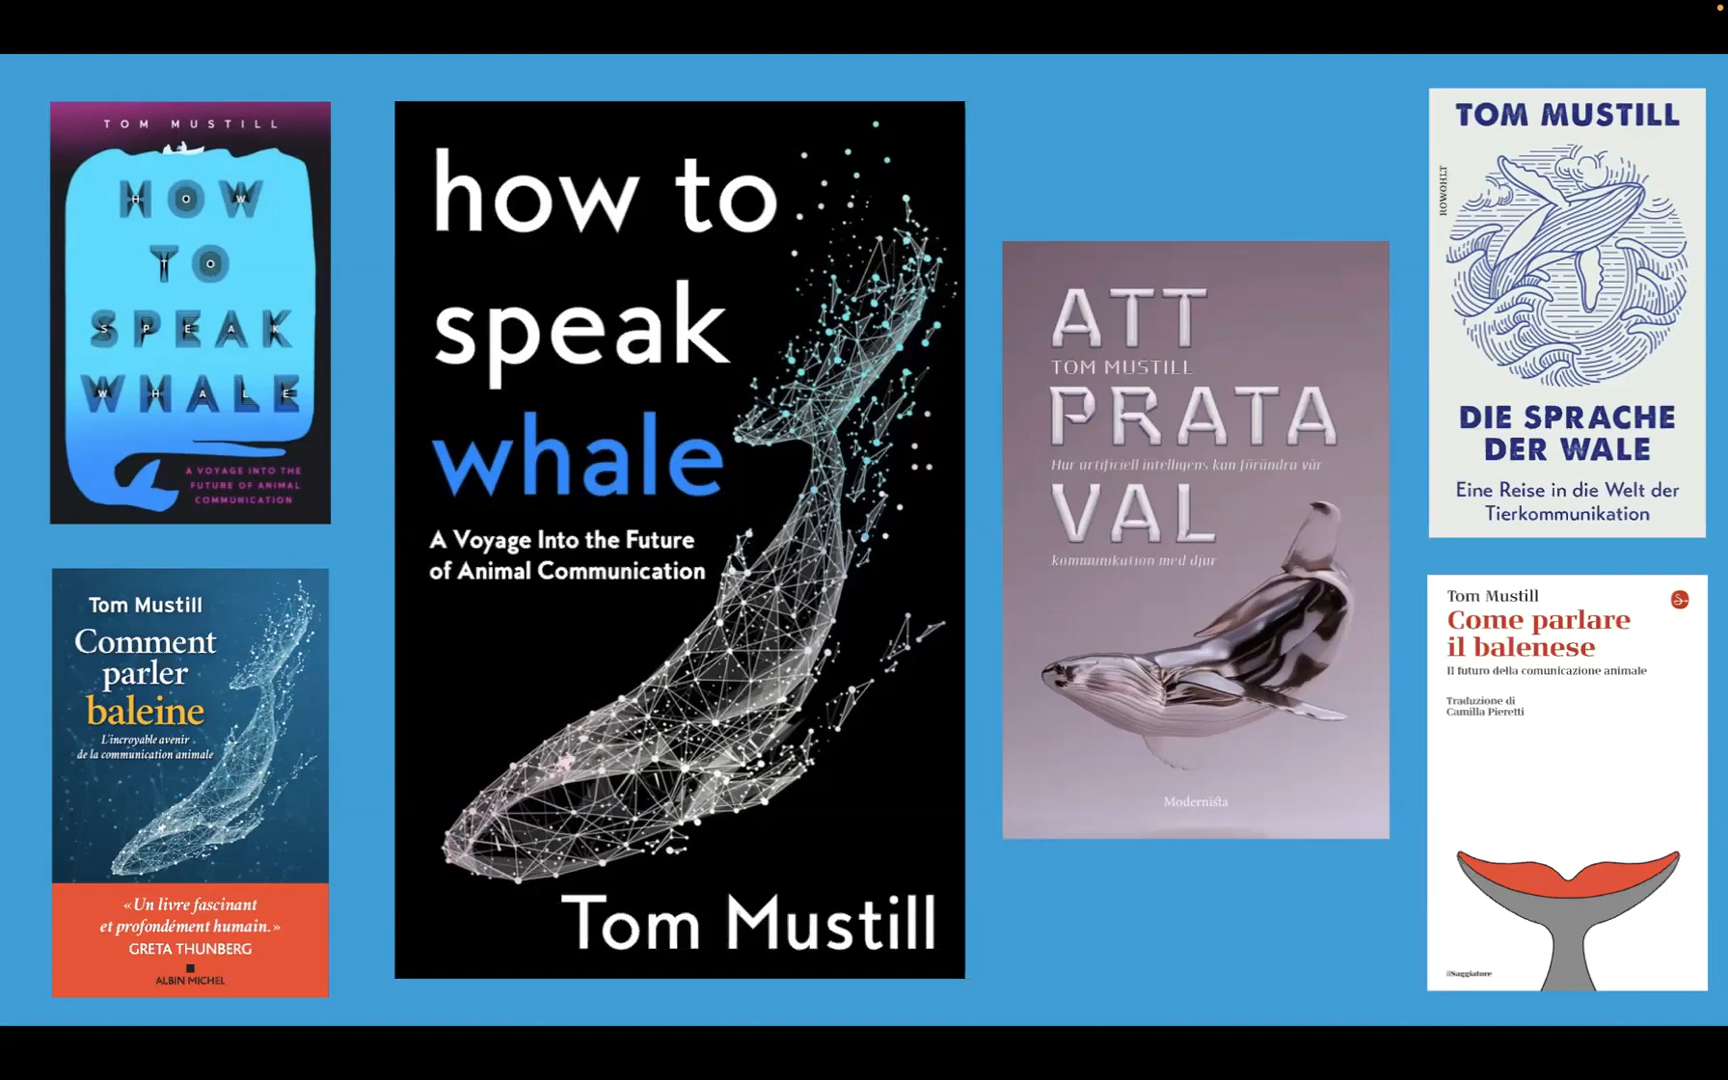 TOM MUSTILL
HOW
TO
SPEAK
WHALE
A VOYAGE INTO THE
FUTURE OF ANIMAL
COMMUNICATION
Tom Mustill
Comment
parler
baleine
L'incroyable avenir
de la communication animale
« Un livre fascinant
et profondément humain. »
GRETA THUNBERG
ALBIN MICHEL
how to
speak
whale
A Voyage Into the Future
of Animal Communication
Tom Mustill
ATT
TOM MUSTILL
PRATA
Hur artificiell intelligens kan förändra vår
VAL
kommunikation med djur
Modernista
TOM MUSTILL
ROWOHLT
DIE SPRACHE
DER WALE
Eine Reise in die Welt der
Tierkommunikation
Tom Mustill
Come parlare
il balenese
Il futuro della comunicazione animale
Traduzione di
Camilla Pieretti
ilSaggiatore